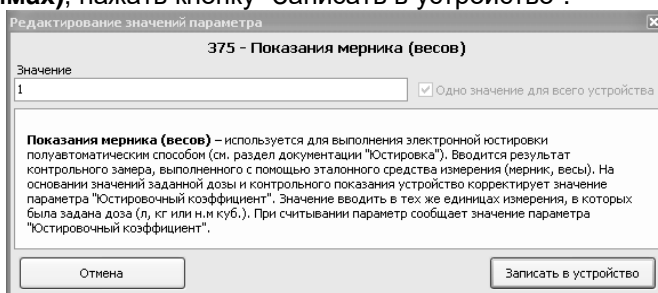 мах), нажать кнопку "Записать в устройство".
Редактирование значений параметра
375 - Показания мерника (весов)
Значение
1
Одно значение для всего устройства
Показания мерника (весов) – используется для выполнения электронной юстировки
полуавтоматическим способом (см. раздел документации "Юстировка"). Вводится результат
контрольного замера, выполненного с помощью эталонного средства измерения (мерник, весы). На
основании значений заданной дозы и контрольного показания устройство корректирует значение
параметра "Юстировочный коэффициент". Значение вводить в тех же единицах измерения, в которых
была задана доза (л, кг или н.м куб.). При считывании параметр сообщает значение параметра
"Юстировочный коэффициент".
Отмена
Записать в устройство